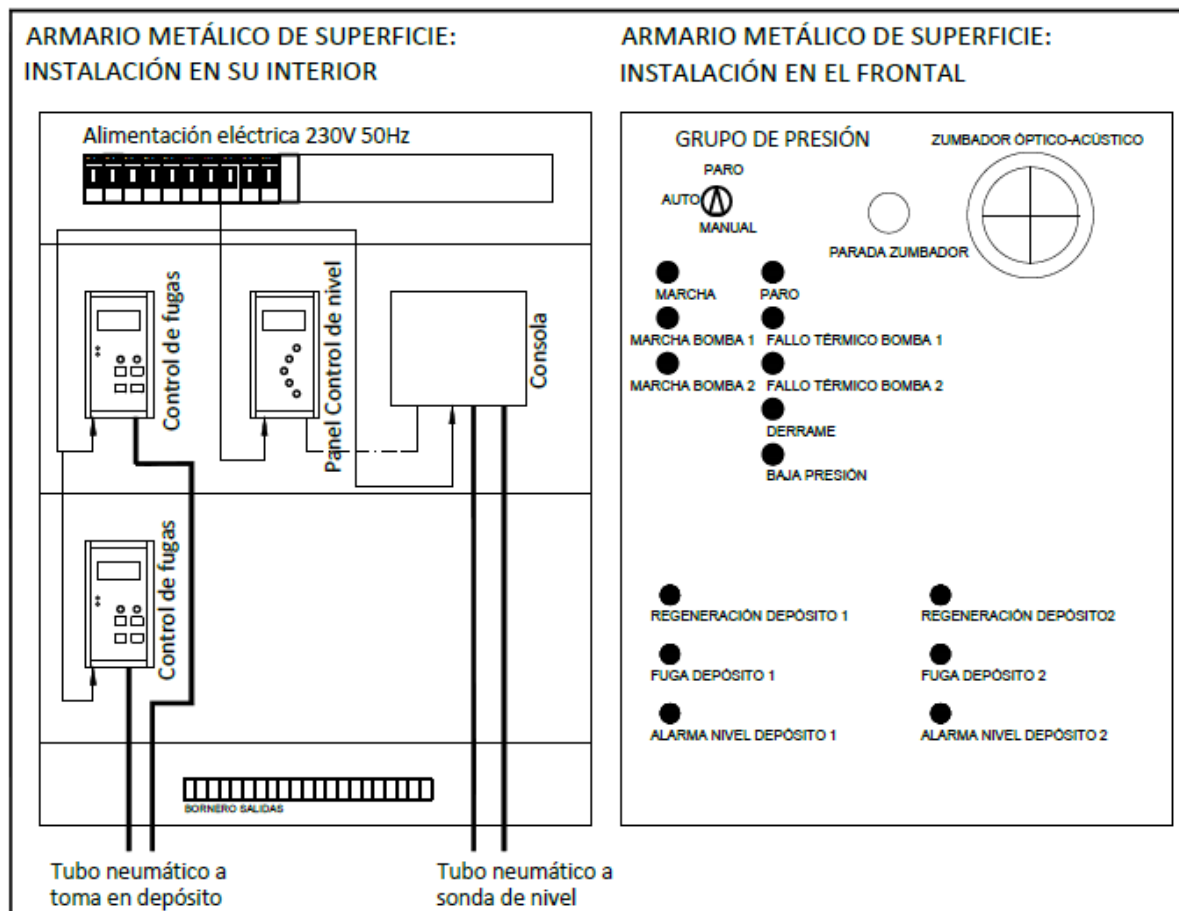 ARMARIO METÁLICO DE SUPERFICIE:
INSTALACIÓN EN SU INTERIOR
Alimentación eléctrica 230V 50Hz
Control de fugas
Panel Control de nivel
Consola
Control de fugas
BORNERO SALIDAS
Tubo neumático a
toma en depósito
Tubo neumático a
sonda de nivel
ARMARIO METÁLICO DE SUPERFICIE:
INSTALACIÓN EN EL FRONTAL
GRUPO DE PRESIÓN
ZUMBADOR ÓPTICO-ACÚSTICO
PARO
AUTO
MANUAL
PARADA ZUMBADOR
MARCHA
PARO
MARCHA BOMBA 1
FALLO TÉRMICO BOMBA 1
MARCHA BOMBA 2
FALLO TÉRMICO BOMBA 2
DERRAME
BAJA PRESIÓN
REGENERACIÓN DEPÓSITO 1
REGENERACIÓN DEPÓSITO2
FUGA DEPÓSITO 1
FUGA DEPÓSITO 2
ALARMA NIVEL DEPÓSITO 1
ALARMA NIVEL DEPÓSITO 2